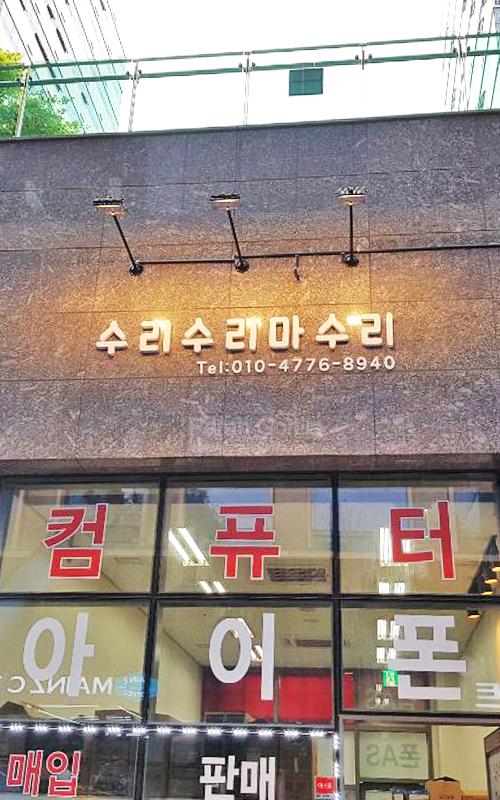 수리수리마수리
Tel:010-4776-8940
컴퓨터
아이폰
MAINZ
매입 판매
폰AS